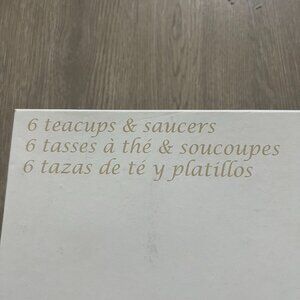 6 teacups & saucers
6 tasses à thé & soucoupes
6 tazas de té y platillos